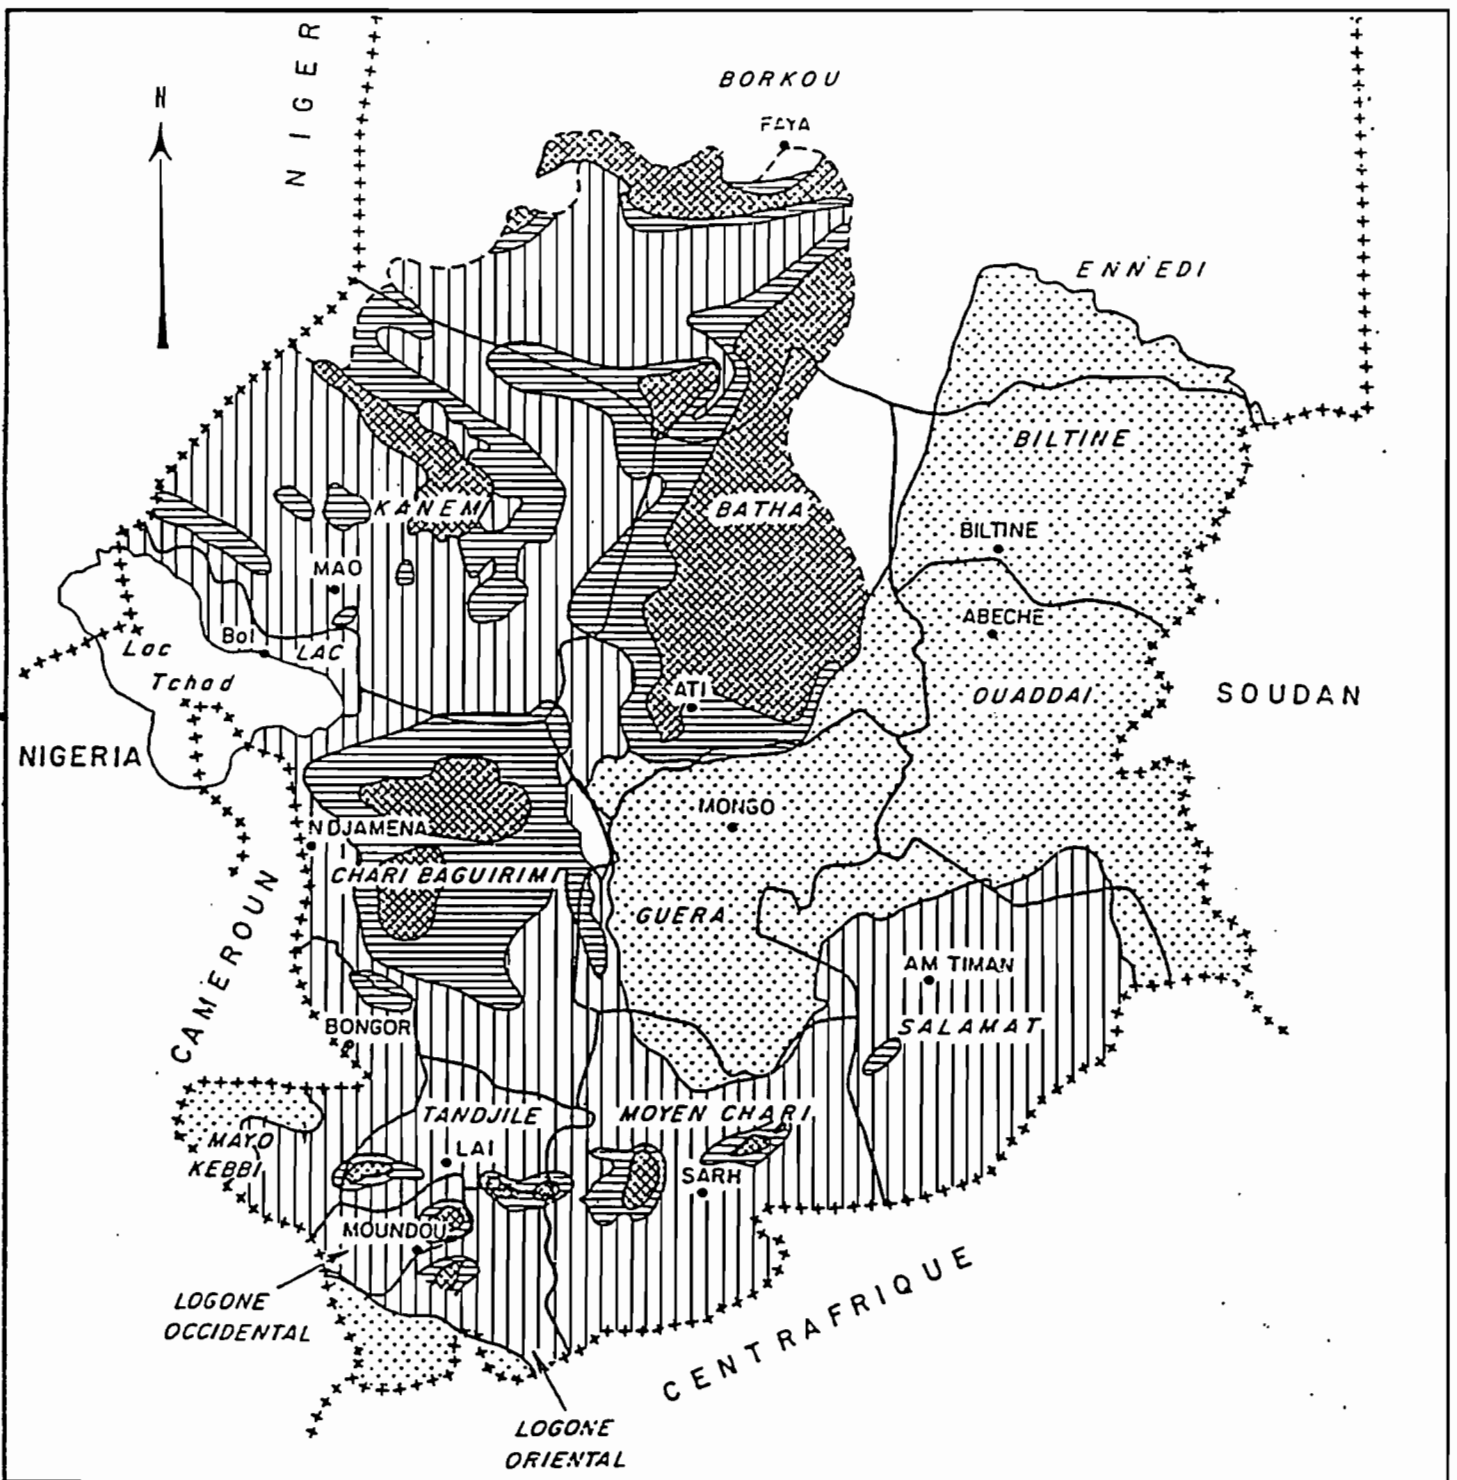 NIGER
BORKOU
FAYA
N
ENNEDI
BILTINE
KANEM
BATHA
BILTINE
MAO
ABECHE
Bol
LAC
Lac
Tchad
ATI
OUADDAI
SOUDAN
NIGERIA
MONGO
NDJAMENA
CHARI BAGUIRIMI
GUERA
CAMEROUN
AM TIMAN
BONGOR
SALAMAT
TANDJILE
MOYEN CHARI
MAYO
KEBBI
LAI
SARH
MOUNDOU
LOGONE
OCCIDENTAL
CENTRAFRIQUE
LOGONE
ORIENTAL